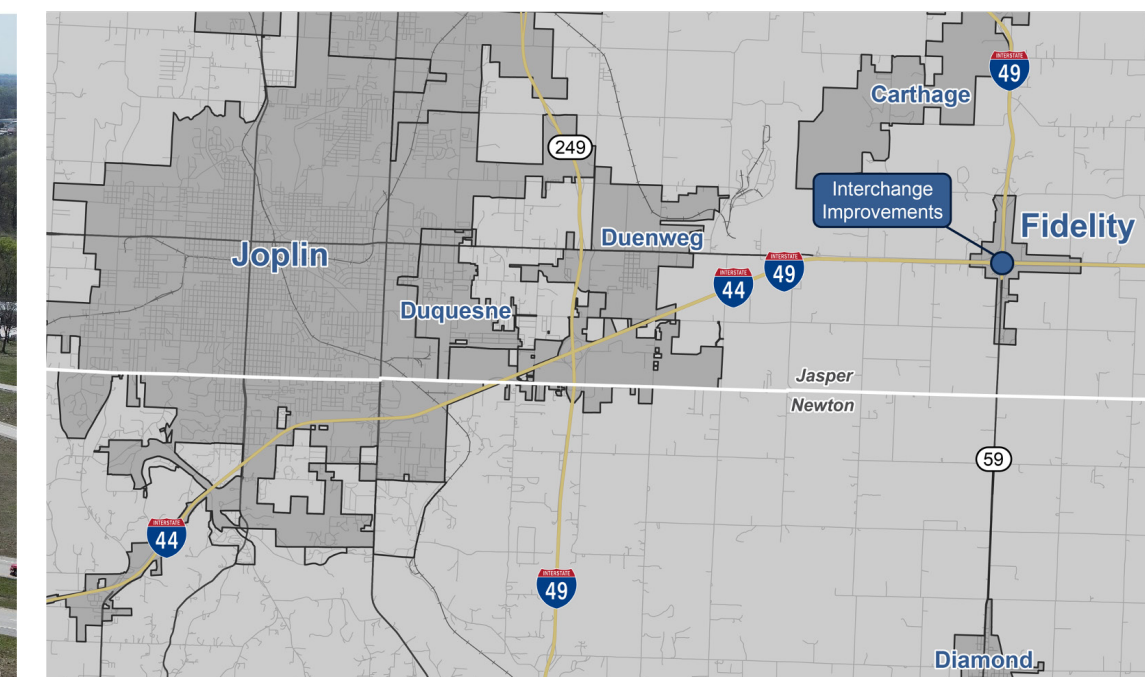 INTERSTATE
49
Carthage
249
Interchange
Improvements
Fidelity
Duenweg
Joplin
INTERSTATE
44
INTERSTATE
49
Duquesne
Jasper
Newton
59
INTERSTATE
44
INTERSTATE
49
Diamond